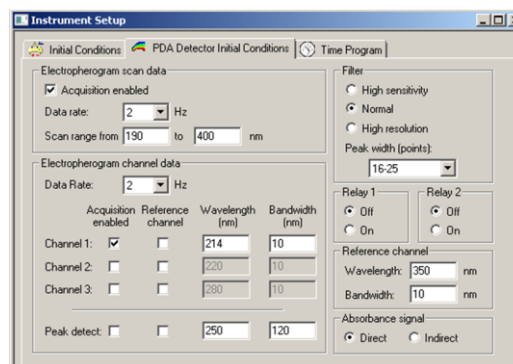 Instrument Setup
Initial Conditions PDA Detector Initial Conditions Time Program
Electropherogram scan data
Acquisition enabled
Data rate: 2 Hz
Scan range from 190 to 400 nm
Electropherogram channel data
Data Rate: 2 Hz
Acquisition enabled Reference channel Wavelength (nm) Bandwidth (nm)
Channel 1: 214 10
Channel 2: 220 10
Channel 3: 280 10
Peak detect: 250 120
Filter
High sensitivity
Normal
High resolution
Peak width (points):
16-25
Relay 1 Relay 2
Off Off
On On
Reference channel
Wavelength: 350 nm
Bandwidth: 10 nm
Absorbance signal
Direct Indirect